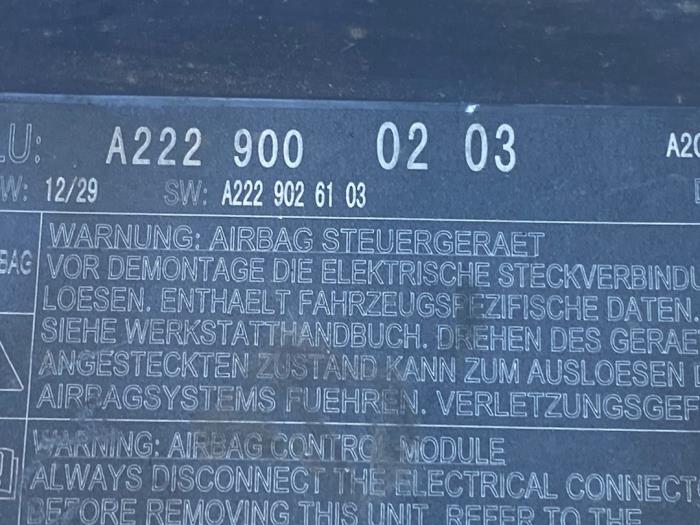 LU: A222 900 02 03 A20
W: 12/29 SW: A222 902 61 03
BAG
WARNUNG: AIRBAG STEUERGERAET
VOR DEMONTAGE DIE ELEKTRISCHE STECKVERBINDU
LOESEN. ENTHAELT FAHRZEUGSPEZIFISCHE DATEN.
SIEHE WERKSTATTHANDBUCH. DREHEN DES GERAE
ANGESTECKTEN ZUSTAND KANN ZUM AUSLOESEN D
AIRBAGSYSTEMS FUEHREN. VERLETZUNGSGEF
WARNING: AIRBAG CONTROL MODULE
ALWAYS DISCONNECT THE ELECTRICAL CONNECTO
BEFORE REMOVING THIS UNIT. REFER TO THE